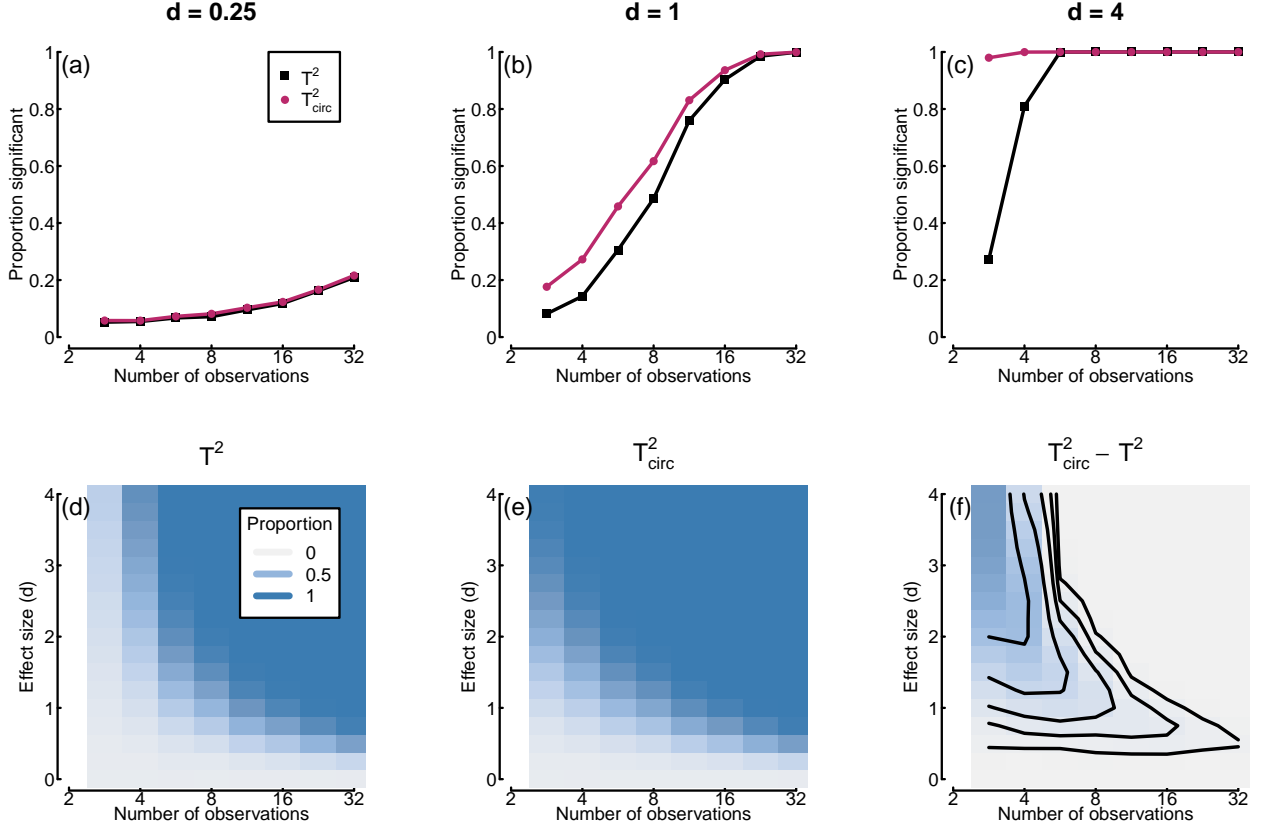 d = 0.25
d = 1
d = 4
(a)
T²
T²circ
Proportion significant
0
0.2
0.4
0.6
0.8
1
2
4
8
16
32
Number of observations
(b)
Proportion significant
0
0.2
0.4
0.6
0.8
1
2
4
8
16
32
Number of observations
(c)
Proportion significant
0
0.2
0.4
0.6
0.8
1
2
4
8
16
32
Number of observations
T²
(d)
Proportion
0
0.5
1
Effect size (d)
0
1
2
3
4
2
4
8
16
32
Number of observations
T²circ
(e)
Effect size (d)
0
1
2
3
4
2
4
8
16
32
Number of observations
T²circ − T²
(f)
Effect size (d)
0
1
2
3
4
2
4
8
16
32
Number of observations